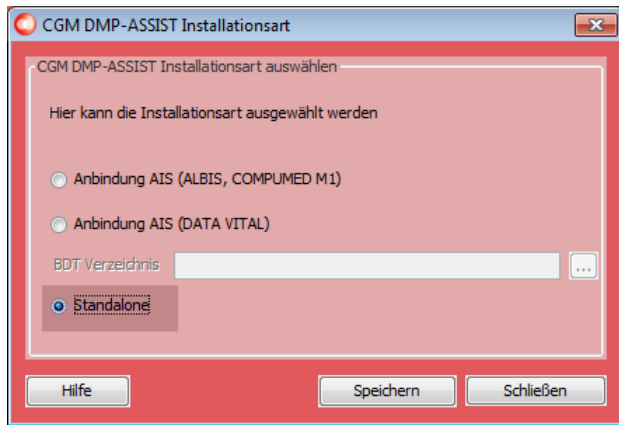 CGM DMP-ASSIST Installationsart
CGM DMP-ASSIST Installationsart auswählen
Hier kann die Installationsart ausgewählt werden
Anbindung AIS (ALBIS, COMPUMED M1)
Anbindung AIS (DATA VITAL)
BDT Verzeichnis ...
Standalone
Hilfe Speichern Schließen